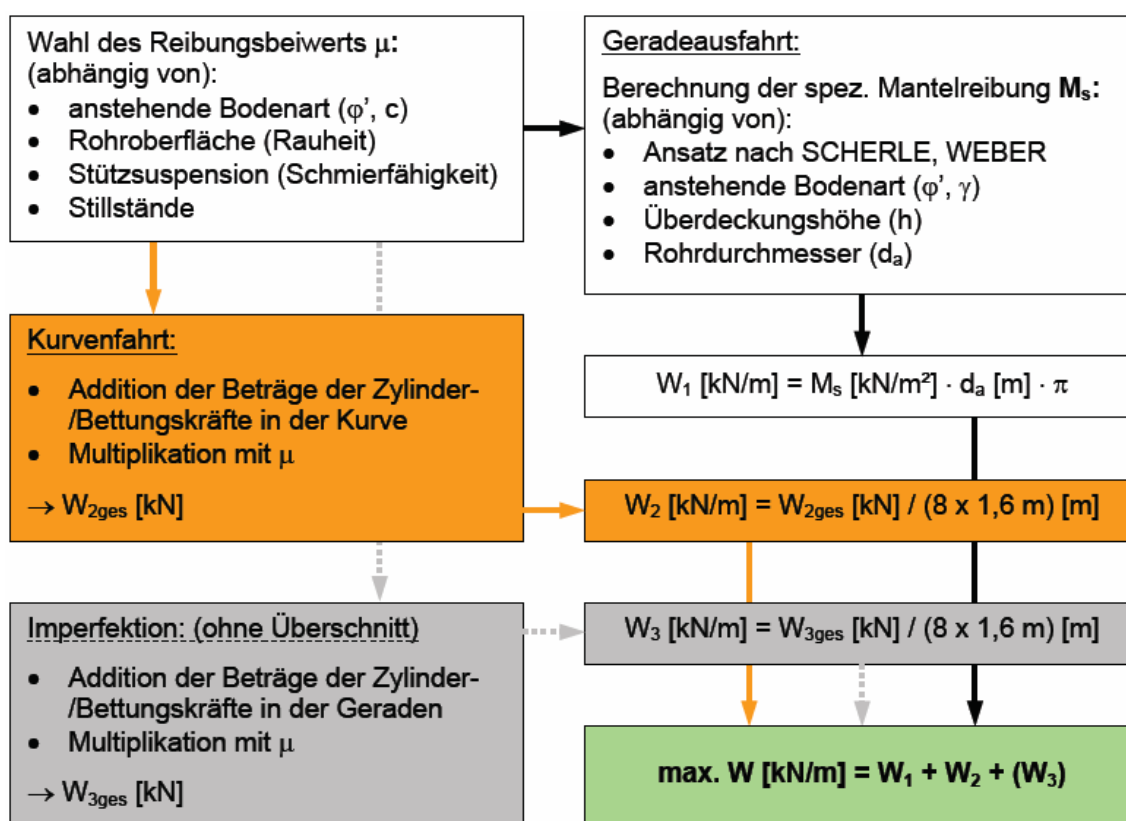 Wahl des Reibungsbeiwerts μ:
(abhängig von):
• anstehende Bodenart (φ’, c)
• Rohroberfläche (Rauheit)
• Stützsuspension (Schmierfähigkeit)
• Stillstände
Geradeausfahrt:
Berechnung der spez. Mantelreibung Ms:
(abhängig von):
• Ansatz nach SCHERLE, WEBER
• anstehende Bodenart (φ’, γ)
• Überdeckungshöhe (h)
• Rohrdurchmesser (da)
W1 [kN/m] = Ms [kN/m²] · da [m] · π
Kurvenfahrt:
• Addition der Beträge der Zylinder-
/Bettungskräfte in der Kurve
• Multiplikation mit μ
→ W2ges [kN]
W2 [kN/m] = W2ges [kN] / (8 x 1,6 m) [m]
Imperfektion: (ohne Überschnitt)
• Addition der Beträge der Zylinder-
/Bettungskräfte in der Geraden
• Multiplikation mit μ
→ W3ges [kN]
W3 [kN/m] = W3ges [kN] / (8 x 1,6 m) [m]
max. W [kN/m] = W1 + W2 + (W3)